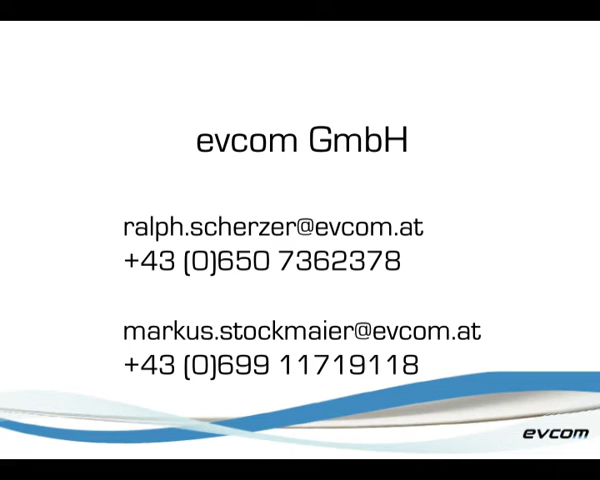 evcom GmbH
ralph.scherzer@evcom.at
+43 (0)650 7362378
markus.stockmaier@evcom.at
+43 (0)699 11719118
evcom